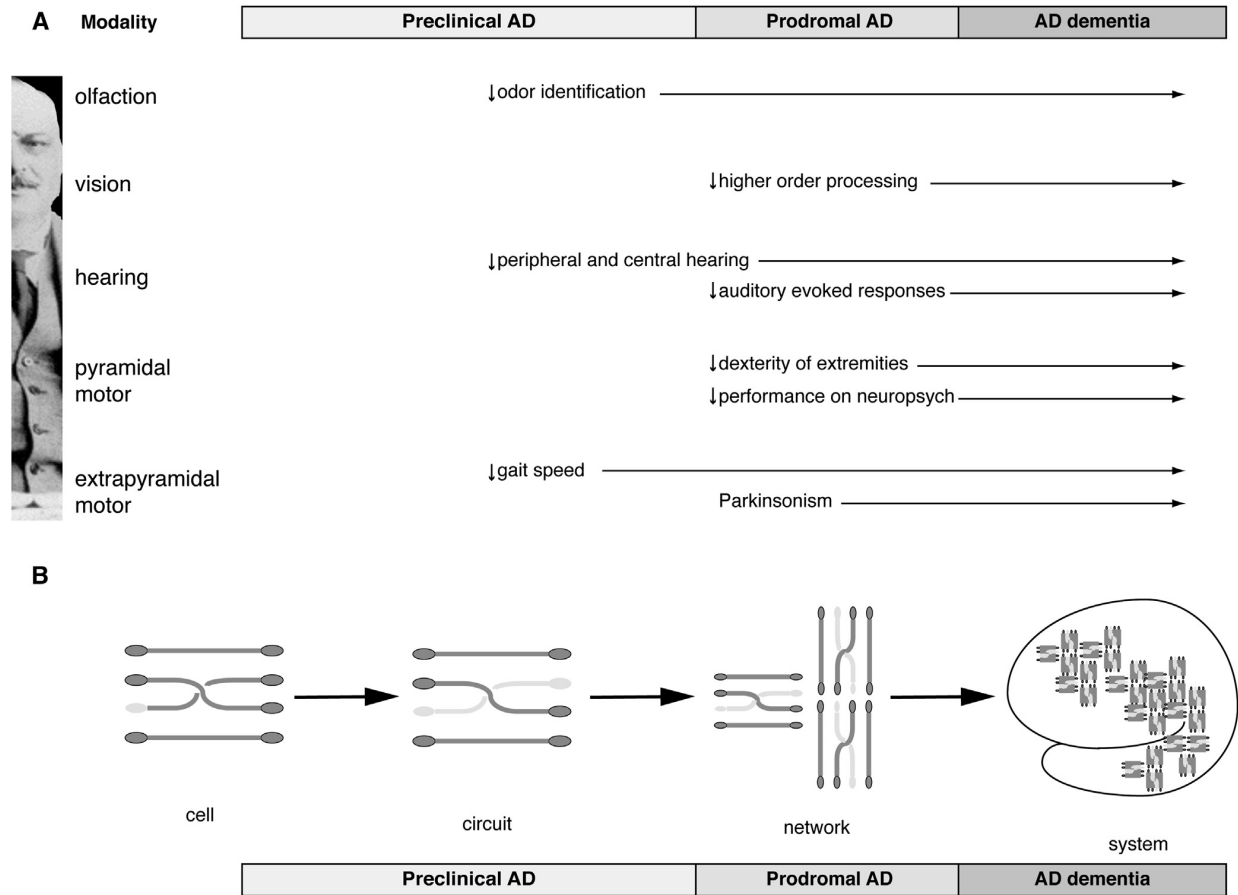 A Modality Preclinical AD Prodromal AD AD dementia
olfaction ↓odor identification
vision ↓higher order processing
hearing ↓peripheral and central hearing
↓auditory evoked responses
pyramidal
motor
↓dexterity of extremities
↓performance on neuropsych
extrapyramidal
motor
↓gait speed
Parkinsonism
B
cell
circuit
network
system
Preclinical AD Prodromal AD AD dementia